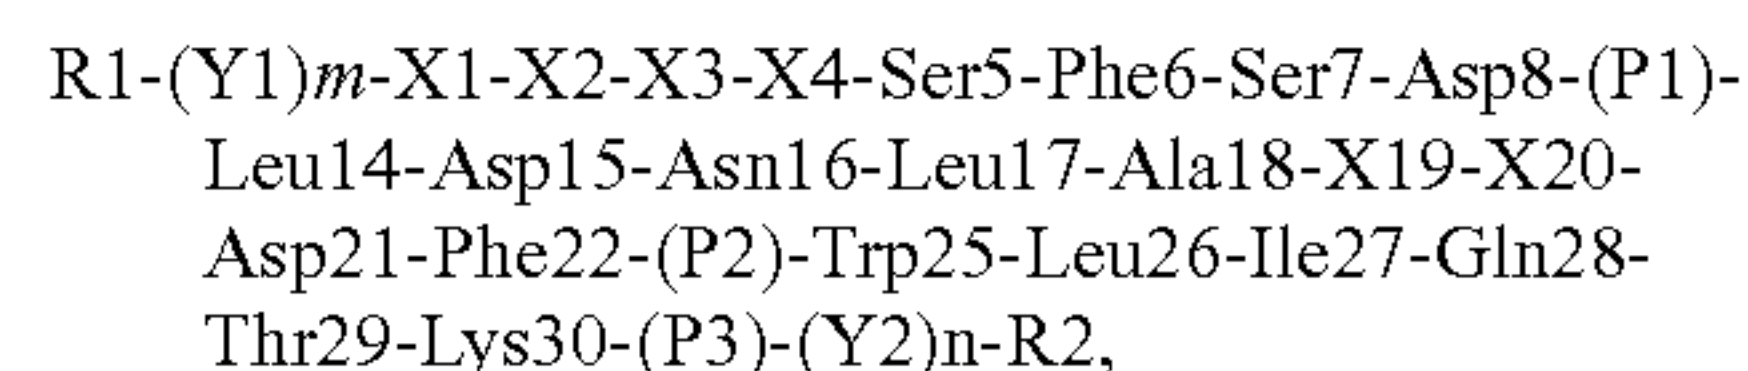 R1-(Y1)m-X1-X2-X3-X4-Ser5-Phe6-Ser7-Asp8-(P1)-
Leu14-Asp15-Asn16-Leu17-Ala18-X19-X20-
Asp21-Phe22-(P2)-Trp25-Leu26-Ile27-Gln28-
Thr29-Lys30-(P3)-(Y2)n-R2,